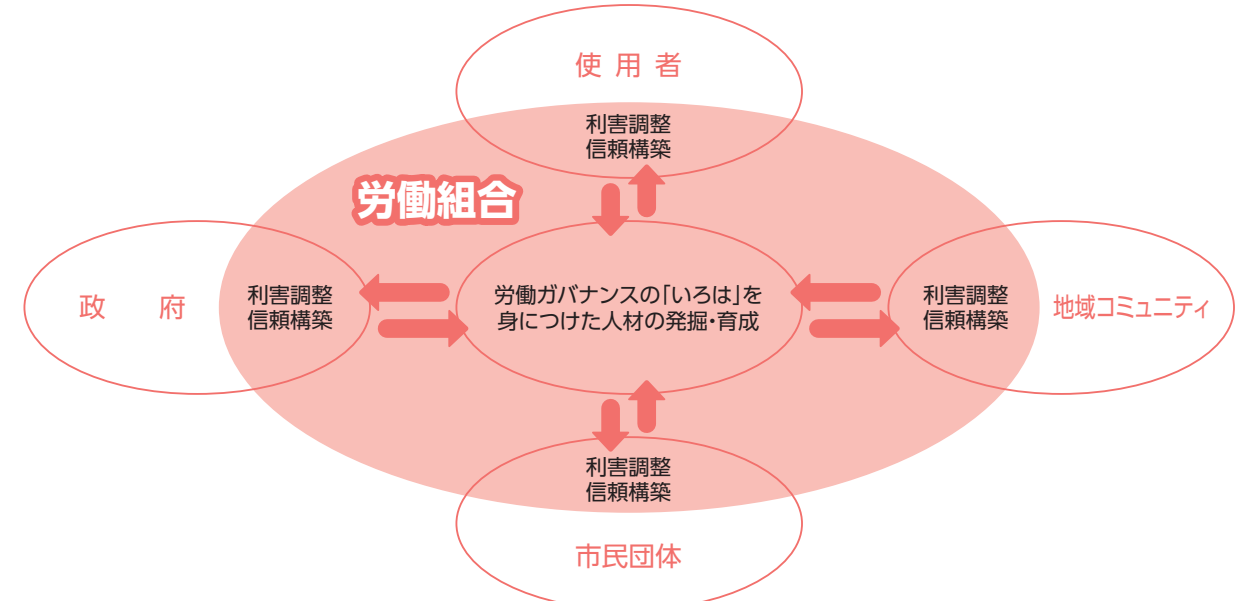 使用者
利害調整
信頼構築
労働組合
政府
利害調整
信頼構築
労働ガバナンスの「いろは」を
身につけた人材の発掘・育成
利害調整
信頼構築
地域コミュニティ
利害調整
信頼構築
市民団体